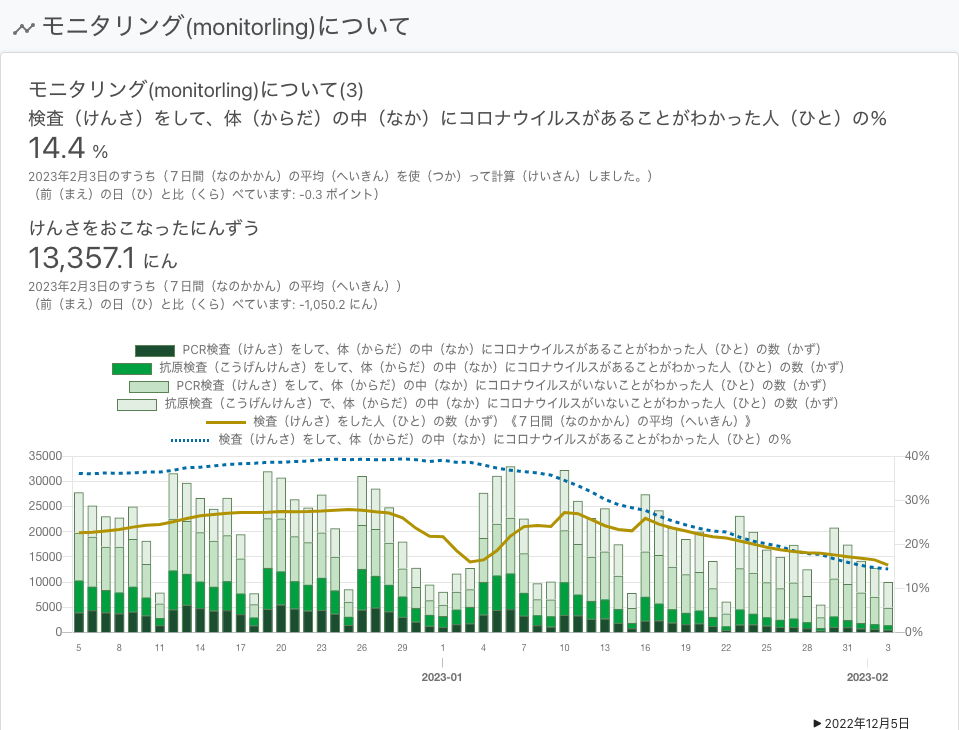 モニタリング(monitorling)について
モニタリング(monitorling)について(3)
検査（けんさ）をして、体（からだ）の中（なか）にコロナウイルスがあることがわかった人（ひと）の%
14.4 %
2023年2月3日のすうち（７日間（なのかかん）の平均（へいきん）を使（つか）って計算（けいさん）しました。）
（前（まえ）の日（ひ）と比（くら）べています: -0.3 ポイント）
けんさをおこなったにんずう
13,357.1 にん
2023年2月3日のすうち（７日間（なのかかん）の平均（へいきん））
（前（まえ）の日（ひ）と比（くら）べています: -1,050.2 にん）
PCR検査（けんさ）をして、体（からだ）の中（なか）にコロナウイルスがあることがわかった人（ひと）の数（かず）
抗原検査（こうげんけんさ）をして、体（からだ）の中（なか）にコロナウイルスがあることがわかった人（ひと）の数（かず）
PCR検査（けんさ）をして、体（からだ）の中（なか）にコロナウイルスがいないことがわかった人（ひと）の数（かず）
抗原検査（こうげんけんさ）で、体（からだ）の中（なか）にコロナウイルスがいないことがわかった人（ひと）の数（かず）
検査（けんさ）をした人（ひと）の数（かず）《７日間（なのかかん）の平均（へいきん）》
検査（けんさ）をして、体（からだ）の中（なか）にコロナウイルスがあることがわかった人（ひと）の%
35000 40%
30000
25000 30%
20000
15000 20%
10000 10%
5000
0 0%
5 8 11 14 17 20 23 26 29 1 4 7 10 13 16 19 22 25 28 31 3
2023-01 2023-02
▶ 2022年12月5日